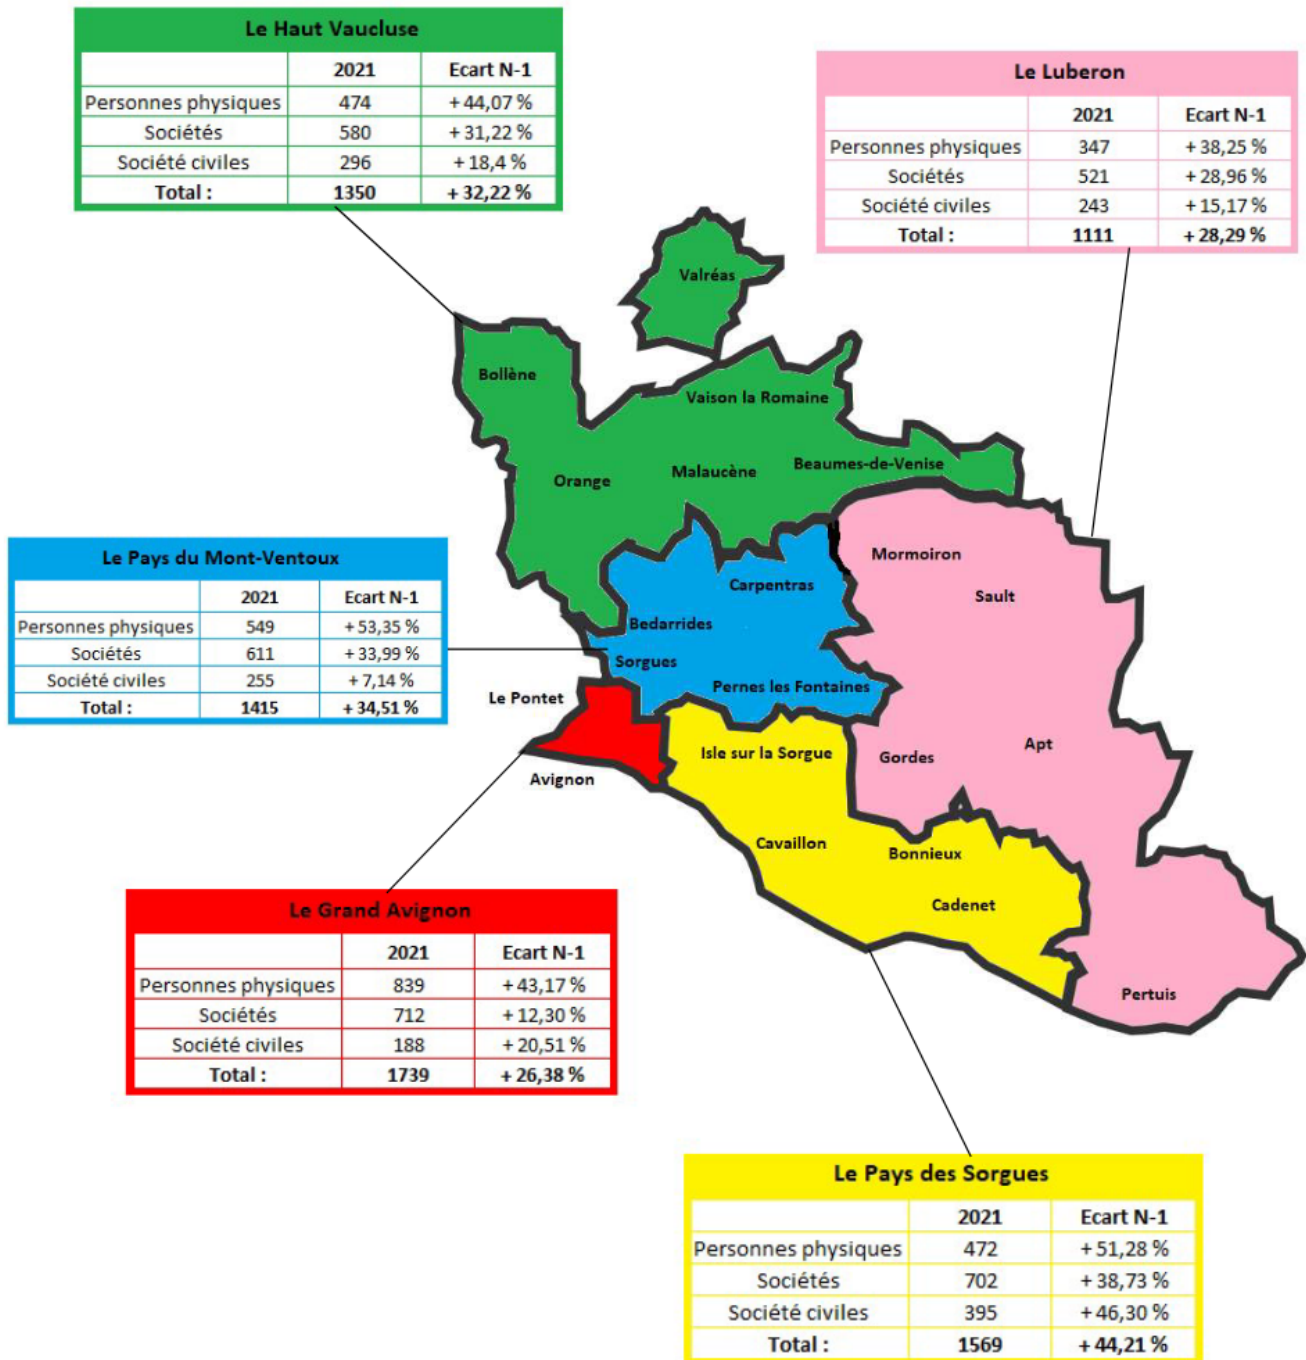 Le Haut Vaucluse
2021 Ecart N-1
Personnes physiques 474 + 44,07 %
Sociétés 580 + 31,22 %
Société civiles 296 + 18,4 %
Total : 1350 + 32,22 %
Le Luberon
2021 Ecart N-1
Personnes physiques 347 + 38,25 %
Sociétés 521 + 28,96 %
Société civiles 243 + 15,17 %
Total : 1111 + 28,29 %
Valréas
Bollène
Vaison la Romaine
Beaumes-de-Venise
Malaucène
Orange
Le Pays du Mont-Ventoux
2021 Ecart N-1
Personnes physiques 549 + 53,35 %
Sociétés 611 + 33,99 %
Société civiles 255 + 7,14 %
Total : 1415 + 34,51 %
Mormoiron
Carpentras
Sault
Bedarrides
Sorgues
Pernes les Fontaines
Le Pontet
Isle sur la Sorgue
Gordes
Apt
Avignon
Cavaillon
Bonnieux
Cadenet
Pertuis
Le Grand Avignon
2021 Ecart N-1
Personnes physiques 839 + 43,17 %
Sociétés 712 + 12,30 %
Société civiles 188 + 20,51 %
Total : 1739 + 26,38 %
Le Pays des Sorgues
2021 Ecart N-1
Personnes physiques 472 + 51,28 %
Sociétés 702 + 38,73 %
Société civiles 395 + 46,30 %
Total : 1569 + 44,21 %